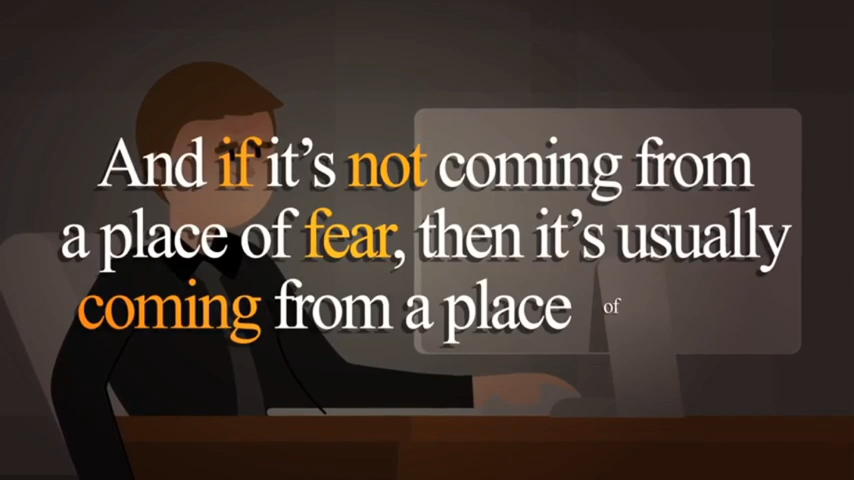 And if it's not coming from
a place of fear, then it's usually
coming from a place of